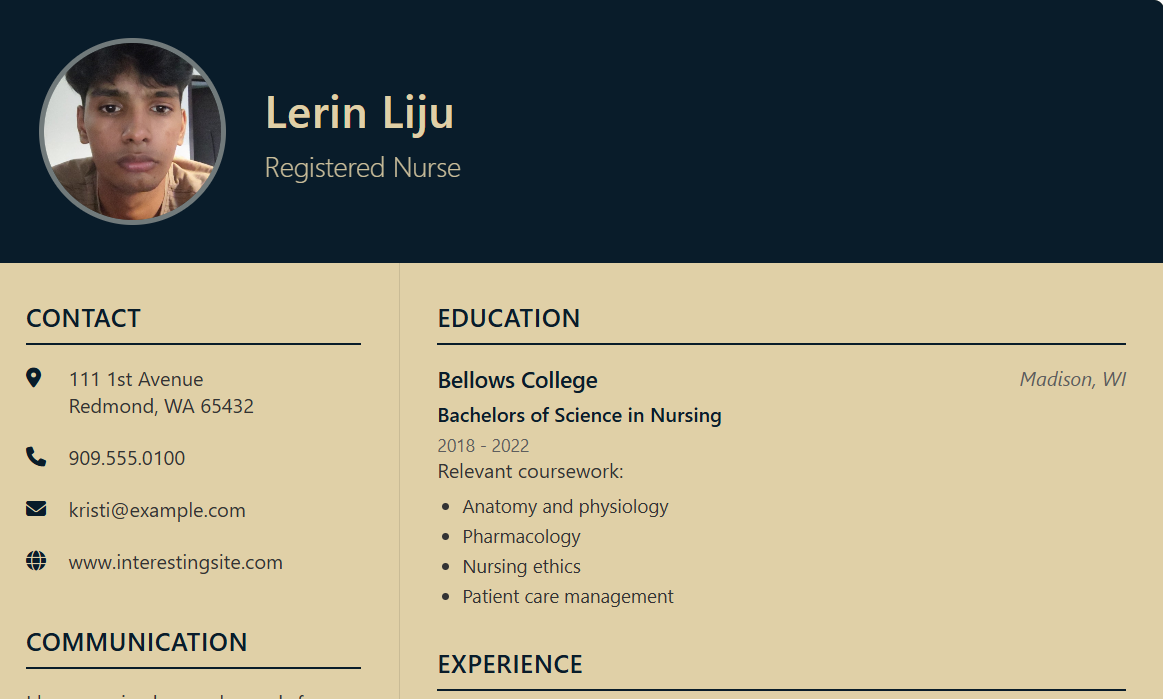 Lerin Liju
Registered Nurse
CONTACT
111 1st Avenue
Redmond, WA 65432
909.555.0100
kristi@example.com
www.interestingsite.com
COMMUNICATION
EDUCATION
Bellows College
Madison, WI
Bachelors of Science in Nursing
2018 - 2022
Relevant coursework:
Anatomy and physiology
Pharmacology
Nursing ethics
Patient care management
EXPERIENCE